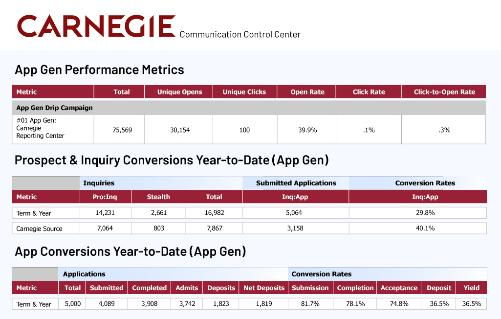 CARNEGIE Communication Control Center
App Gen Performance Metrics
Metric Total Unique Opens Unique Clicks Open Rate Click Rate Click-to-Open Rate
App Gen Drip Campaign
#01 App Gen:
Carnegie
Reporting Center
75,569 30,154 100 39.9% .1% .3%
Prospect & Inquiry Conversions Year-to-Date (App Gen)
Inquiries Submitted Applications Conversion Rates
Metric Pro:Inq Stealth Total Inq:App Inq:App
Term & Year 14,231 2,661 16,982 5,064 29.8%
Carnegie Source 7,064 803 7,867 3,158 40.1%
App Conversions Year-to-Date (App Gen)
Applications Conversion Rates
Metric Total Submitted Completed Admits Deposits Net Deposits Submission Completion Acceptance Deposit Yield
Term & Year 5,000 4,089 3,908 3,742 1,823 1,819 81.7% 78.1% 74.8% 36.5% 36.5%